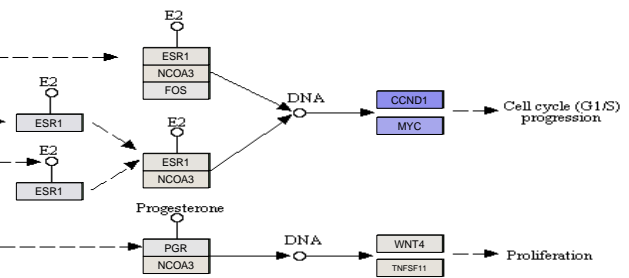 E2
ESR1
NCOA3
FOS
E2
ESR1
DNA
CCND1
MYC
Cell cycle (G1/S)
progression
E2
ESR1
NCOA3
E2
ESR1
Progesterone
PGR
NCOA3
DNA
WNT4
TNFSF11
Proliferation